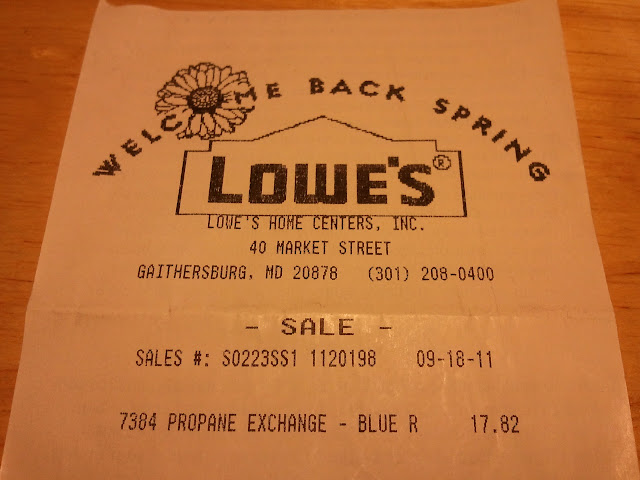 WELCOME BACK SPRING
LOWE'S®
LOWE'S HOME CENTERS, INC.
40 MARKET STREET
GAITHERSBURG, MD 20878 (301) 208-0400
- SALE -
SALES #: S0223SS1 1120198 09-18-11
7384 PROPANE EXCHANGE - BLUE R 17.82